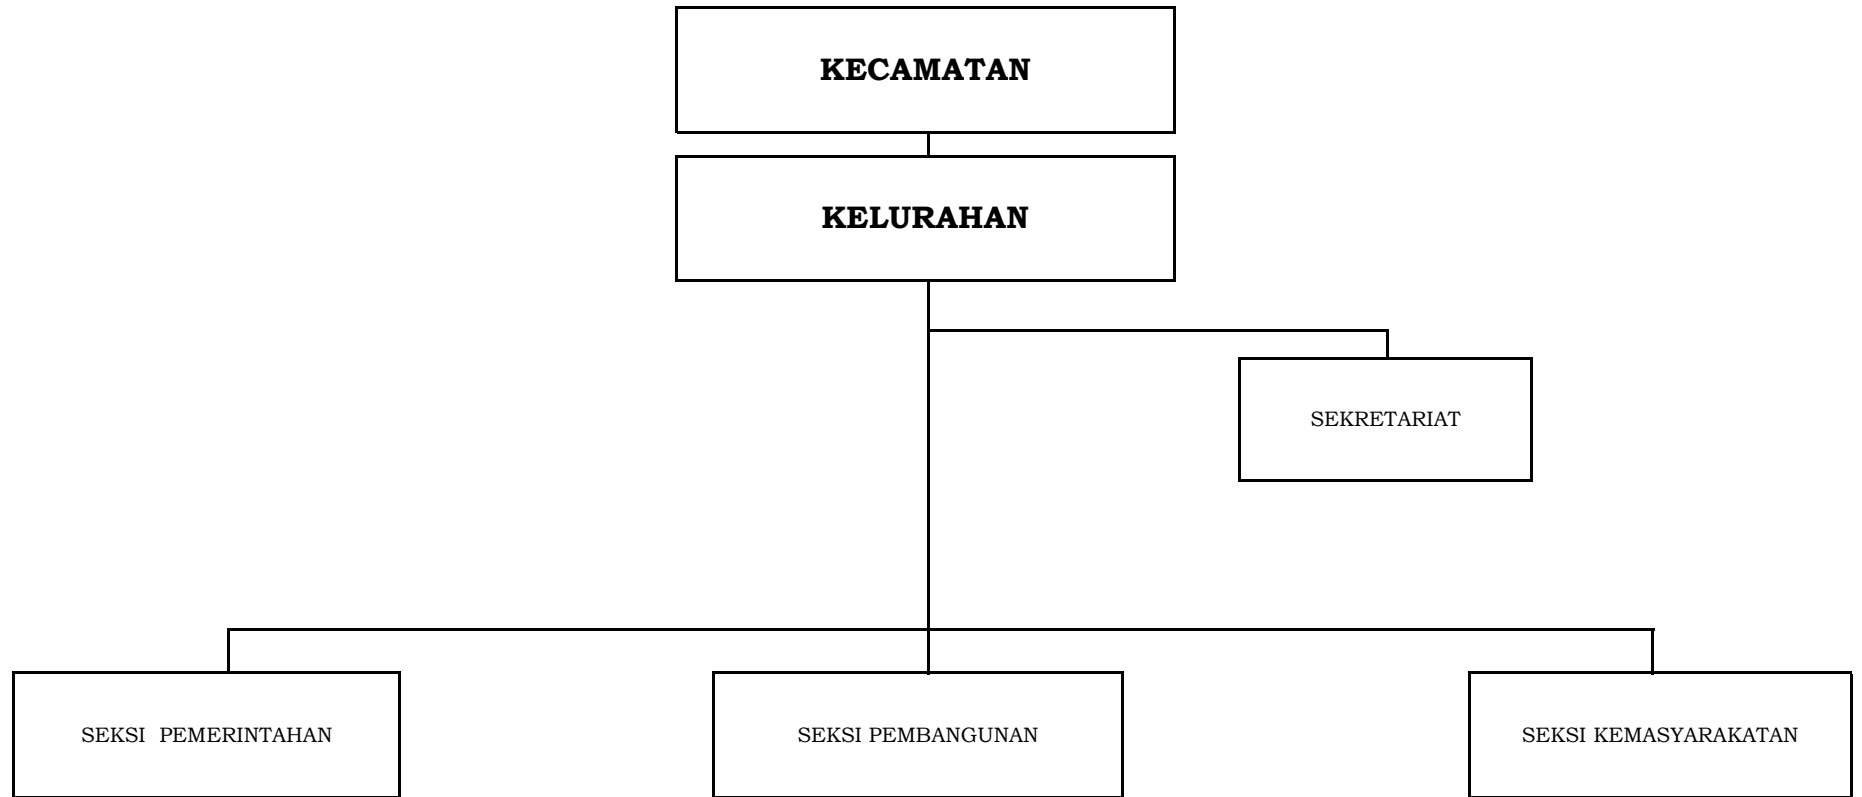 KECAMATAN
KELURAHAN
SEKRETARIAT
SEKSI  PEMERINTAHAN
SEKSI PEMBANGUNAN
SEKSI KEMASYARAKATAN